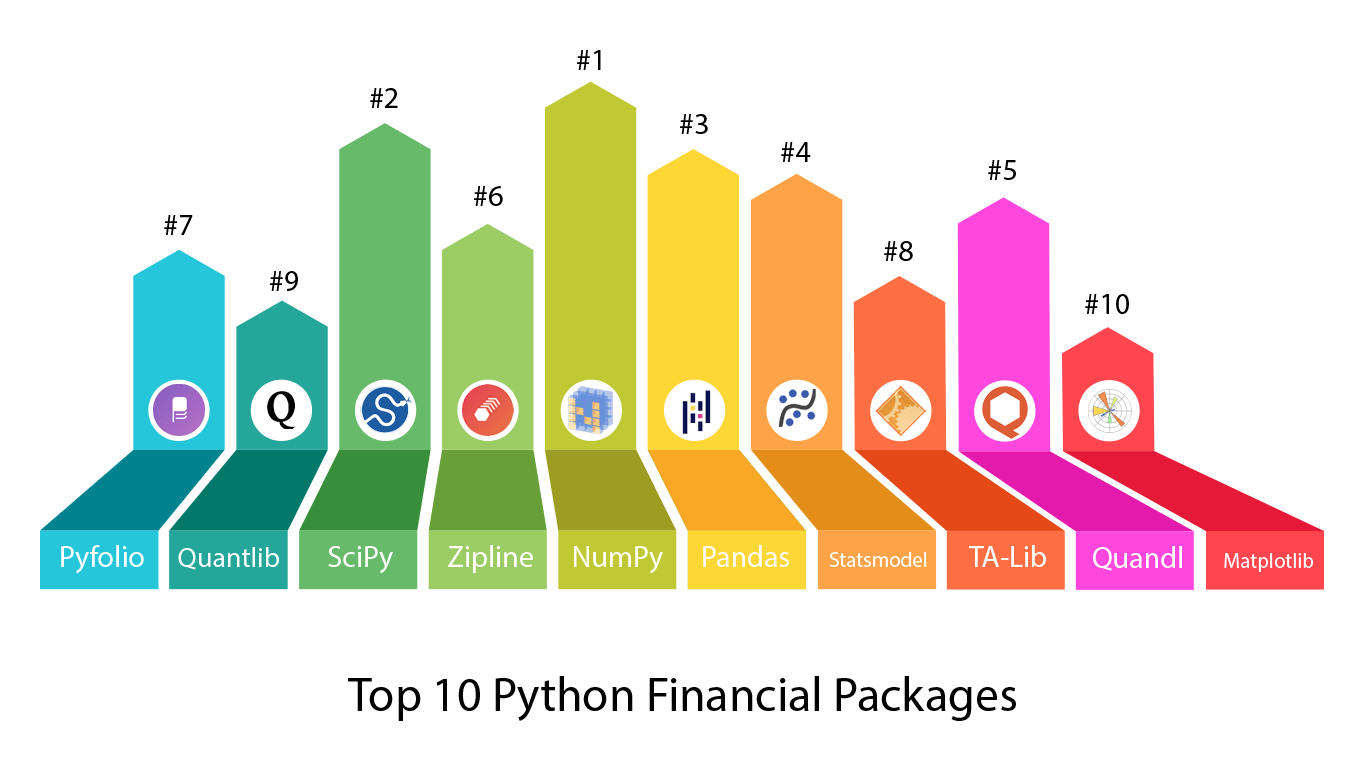 #1
#2
#3
#4
#5
#6
#7
#8
#9
#10
Q
Pyfolio
Quantlib
SciPy
Zipline
NumPy
Pandas
Statsmodel
TA-Lib
Quandl
Matplotlib
Top 10 Python Financial Packages